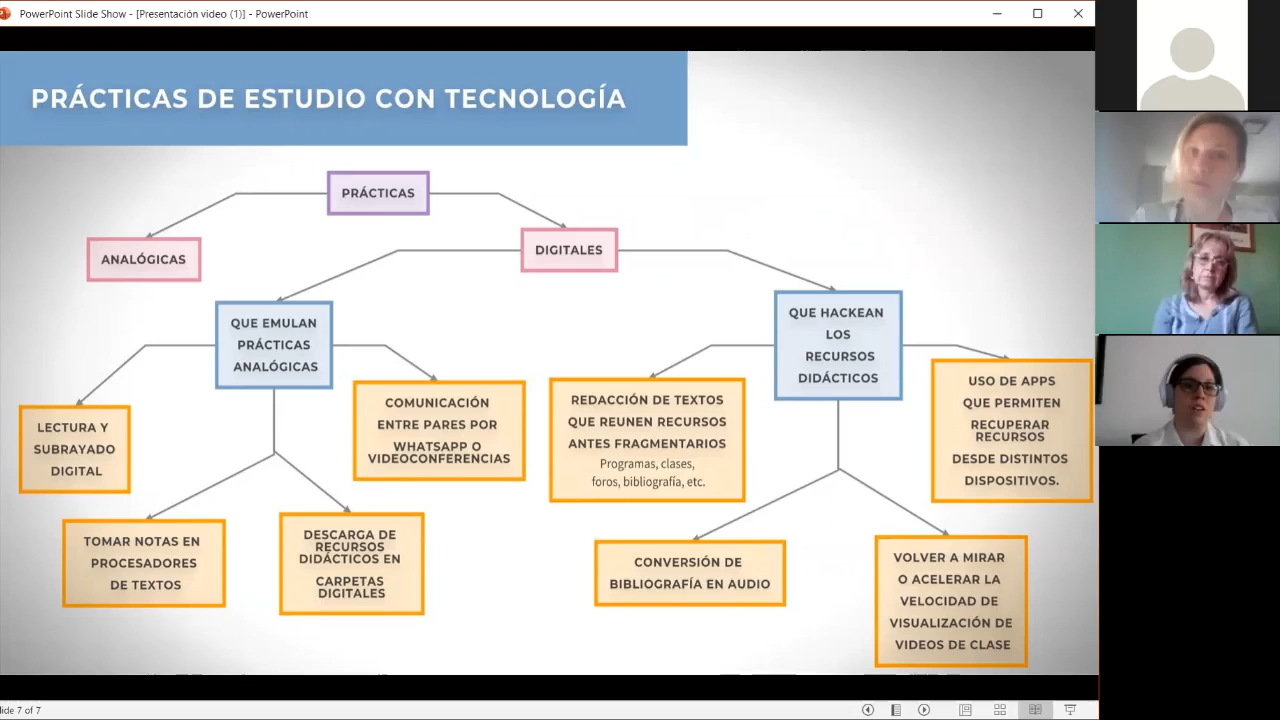 PowerPoint Slide Show - [Presentación video (1)] - PowerPoint
PRÁCTICAS DE ESTUDIO CON TECNOLOGÍA
PRÁCTICAS
ANALÓGICAS
DIGITALES
QUE EMULAN
PRÁCTICAS
ANALÓGICAS
QUE HACKEAN
LOS
RECURSOS
DIDÁCTICOS
LECTURA Y
SUBRAYADO
DIGITAL
COMUNICACIÓN
ENTRE PARES POR
WHATSAPP O
VIDEOCONFERENCIAS
REDACCIÓN DE TEXTOS
QUE REUNEN RECURSOS
ANTES FRAGMENTARIOS
Programas, clases,
foros, bibliografía, etc.
USO DE APPS
QUE PERMITEN
RECUPERAR
RECURSOS
DESDE DISTINTOS
DISPOSITIVOS.
TOMAR NOTAS EN
PROCESADORES
DE TEXTOS
DESCARGA DE
RECURSOS
DIDÁCTICOS EN
CARPETAS
DIGITALES
CONVERSIÓN DE
BIBLIOGRAFÍA EN AUDIO
VOLVER A MIRAR
O ACELERAR LA
VELOCIDAD DE
VISUALIZACIÓN DE
VIDEOS DE CLASE
lide 7 of 7